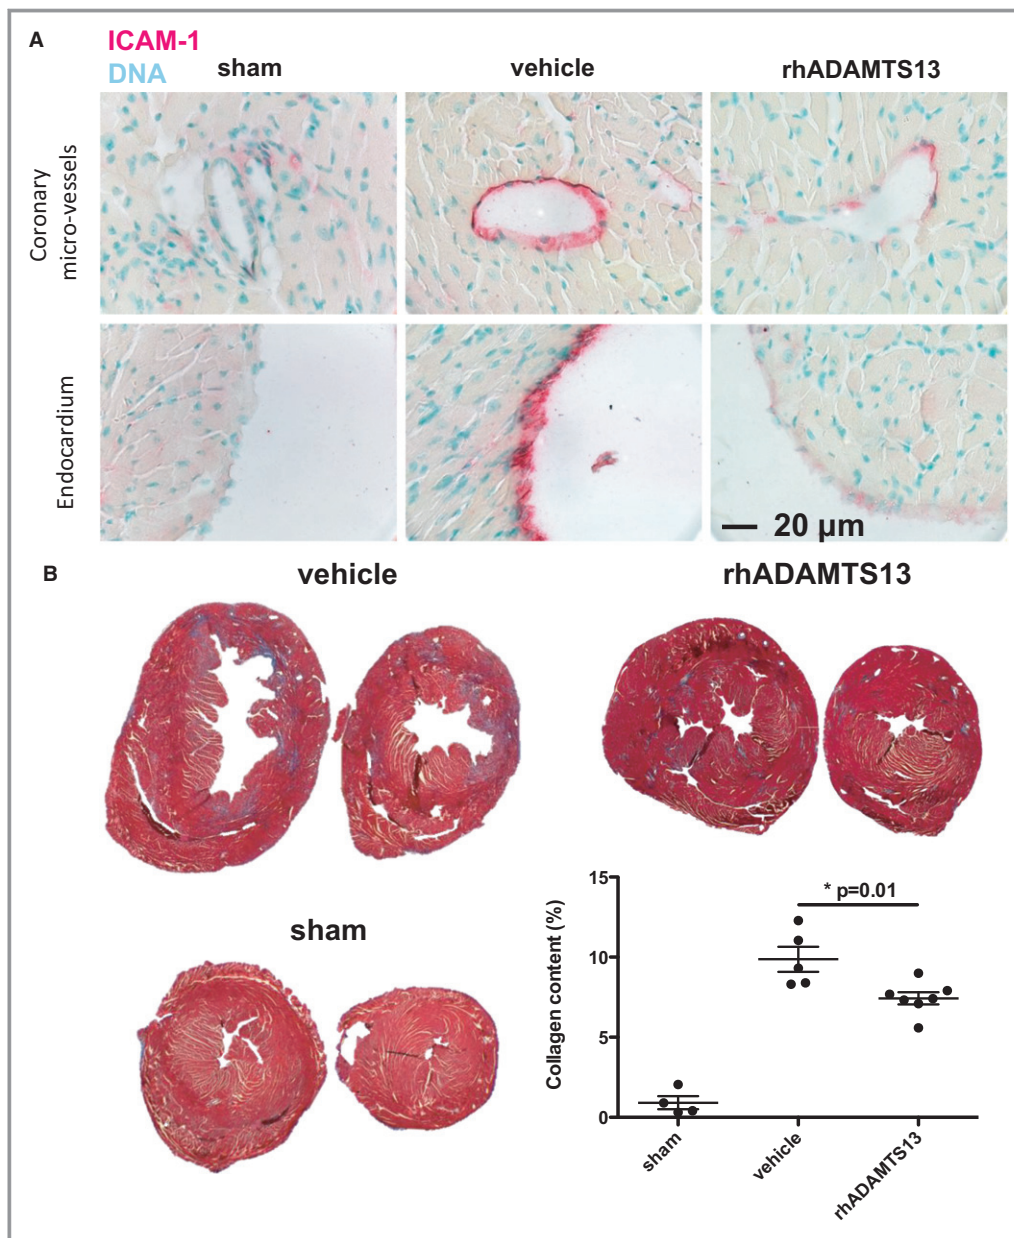 A
ICAM-1
DNA
sham
vehicle
rhADAMTS13
Coronary
micro-vessels
Endocardium
20 µm
B
vehicle
rhADAMTS13
sham
Collagen content (%)
15
10
5
0
* p=0.01
sham
vehicle
rhADAMTS13